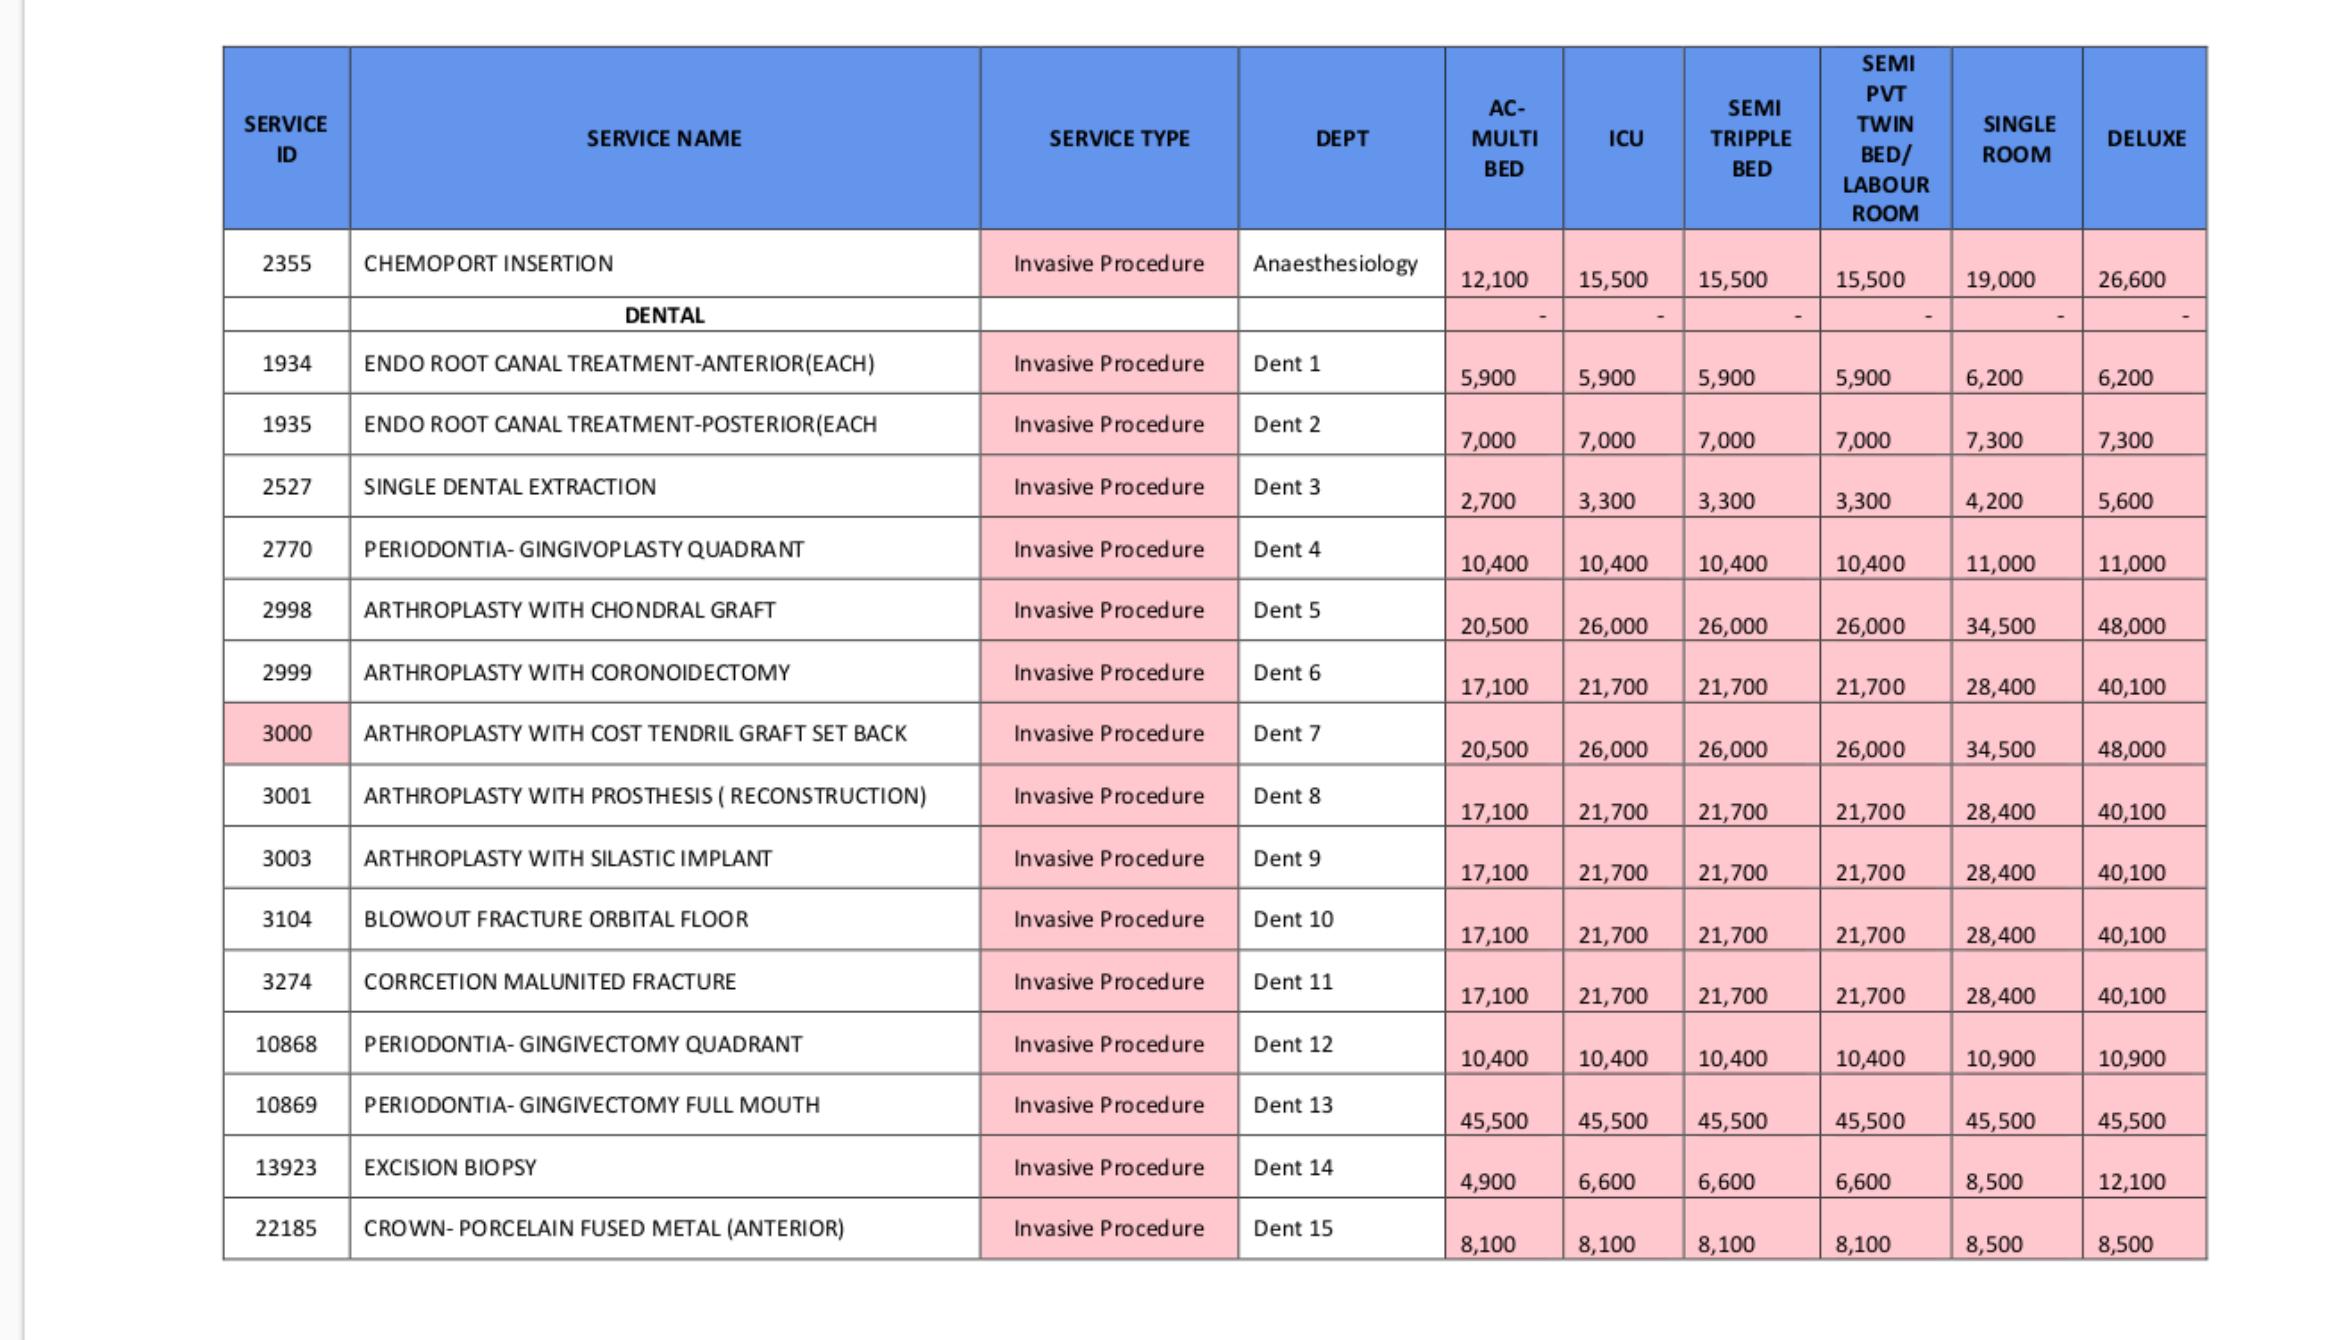 SERVICE ID SERVICE NAME SERVICE TYPE DEPT AC-MULTI BED ICU SEMI TRIPPLE BED SEMI PVT TWIN BED/ LABOUR ROOM SINGLE ROOM DELUXE
2355 CHEMOPORT INSERTION Invasive Procedure Anaesthesiology 12,100 15,500 15,500 15,500 19,000 26,600
DENTAL - - - - - -
1934 ENDO ROOT CANAL TREATMENT-ANTERIOR(EACH) Invasive Procedure Dent 1 5,900 5,900 5,900 5,900 6,200 6,200
1935 ENDO ROOT CANAL TREATMENT-POSTERIOR(EACH Invasive Procedure Dent 2 7,000 7,000 7,000 7,000 7,300 7,300
2527 SINGLE DENTAL EXTRACTION Invasive Procedure Dent 3 2,700 3,300 3,300 3,300 4,200 5,600
2770 PERIODONTIA- GINGIVOPLASTY QUADRANT Invasive Procedure Dent 4 10,400 10,400 10,400 10,400 11,000 11,000
2998 ARTHROPLASTY WITH CHONDRAL GRAFT Invasive Procedure Dent 5 20,500 26,000 26,000 26,000 34,500 48,000
2999 ARTHROPLASTY WITH CORONOIDECTOMY Invasive Procedure Dent 6 17,100 21,700 21,700 21,700 28,400 40,100
3000 ARTHROPLASTY WITH COST TENDRIL GRAFT SET BACK Invasive Procedure Dent 7 20,500 26,000 26,000 26,000 34,500 48,000
3001 ARTHROPLASTY WITH PROSTHESIS ( RECONSTRUCTION) Invasive Procedure Dent 8 17,100 21,700 21,700 21,700 28,400 40,100
3003 ARTHROPLASTY WITH SILASTIC IMPLANT Invasive Procedure Dent 9 17,100 21,700 21,700 21,700 28,400 40,100
3104 BLOWOUT FRACTURE ORBITAL FLOOR Invasive Procedure Dent 10 17,100 21,700 21,700 21,700 28,400 40,100
3274 CORRCETION MALUNITED FRACTURE Invasive Procedure Dent 11 17,100 21,700 21,700 21,700 28,400 40,100
10868 PERIODONTIA- GINGIVECTOMY QUADRANT Invasive Procedure Dent 12 10,400 10,400 10,400 10,400 10,900 10,900
10869 PERIODONTIA- GINGIVECTOMY FULL MOUTH Invasive Procedure Dent 13 45,500 45,500 45,500 45,500 45,500 45,500
13923 EXCISION BIOPSY Invasive Procedure Dent 14 4,900 6,600 6,600 6,600 8,500 12,100
22185 CROWN- PORCELAIN FUSED METAL (ANTERIOR) Invasive Procedure Dent 15 8,100 8,100 8,100 8,100 8,500 8,500